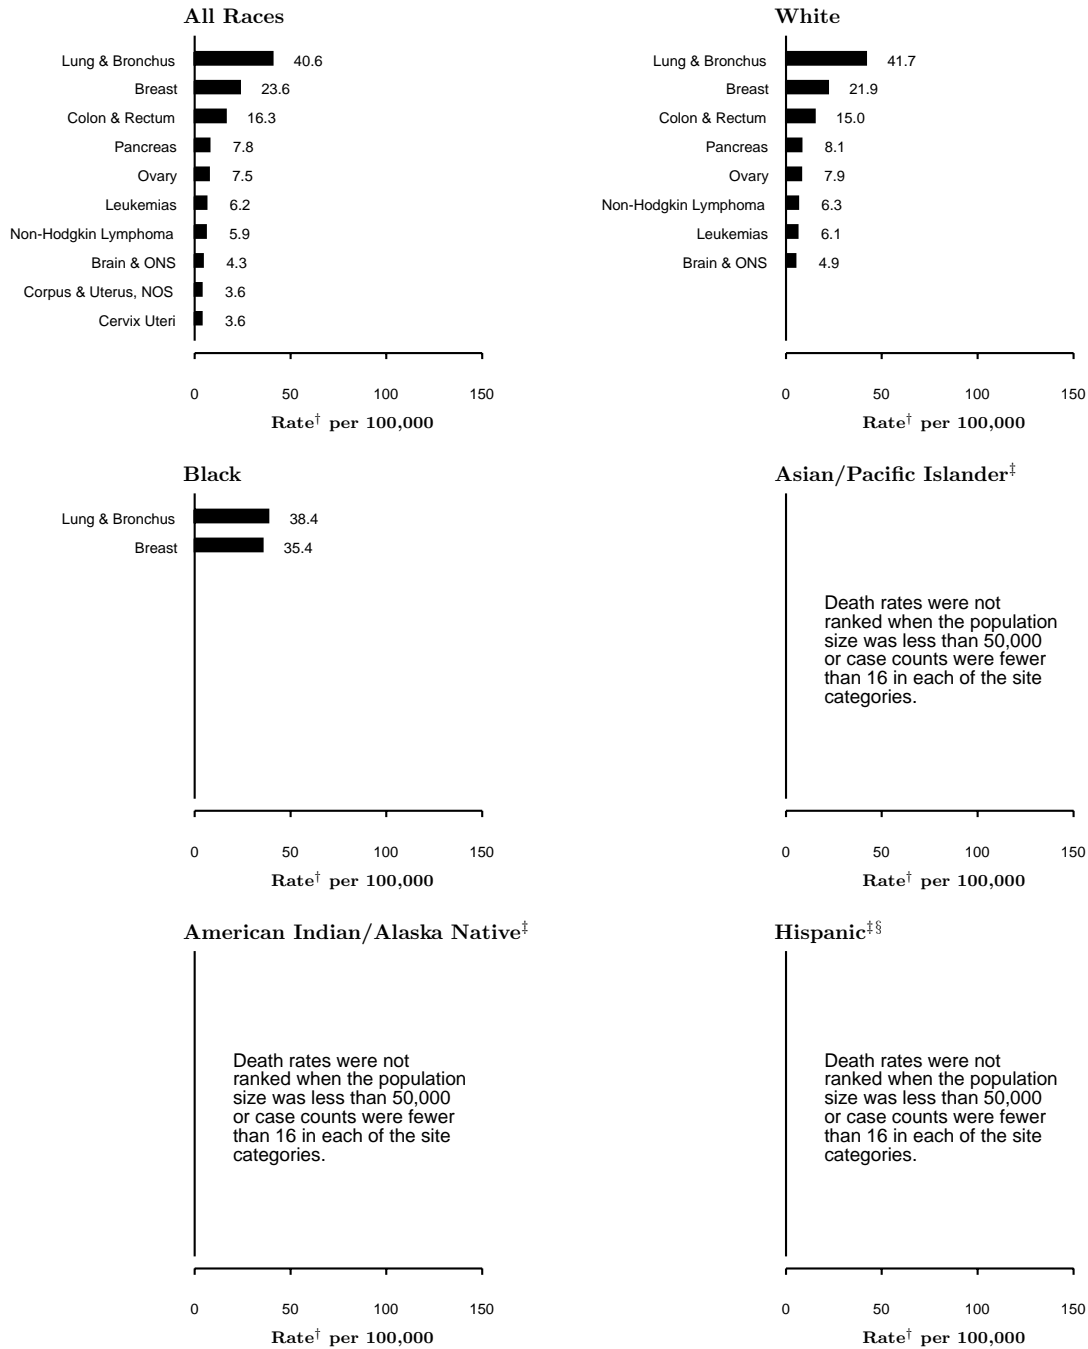 All Races
Lung & Bronchus 40.6
Breast 23.6
Colon & Rectum 16.3
Pancreas 7.8
Ovary 7.5
Leukemias 6.2
Non-Hodgkin Lymphoma 5.9
Brain & ONS 4.3
Corpus & Uterus, NOS 3.6
Cervix Uteri 3.6
0 50 100 150
Rate† per 100,000
White
Lung & Bronchus 41.7
Breast 21.9
Colon & Rectum 15.0
Pancreas 8.1
Ovary 7.9
Non-Hodgkin Lymphoma 6.3
Leukemias 6.1
Brain & ONS 4.9
0 50 100 150
Rate† per 100,000
Black
Lung & Bronchus 38.4
Breast 35.4
0 50 100 150
Rate† per 100,000
Asian/Pacific Islander‡
Death rates were not
ranked when the population
size was less than 50,000
or case counts were fewer
than 16 in each of the site
categories.
0 50 100 150
Rate† per 100,000
American Indian/Alaska Native‡
Death rates were not
ranked when the population
size was less than 50,000
or case counts were fewer
than 16 in each of the site
categories.
0 50 100 150
Rate† per 100,000
Hispanic‡§
Death rates were not
ranked when the population
size was less than 50,000
or case counts were fewer
than 16 in each of the site
categories.
0 50 100 150
Rate† per 100,000